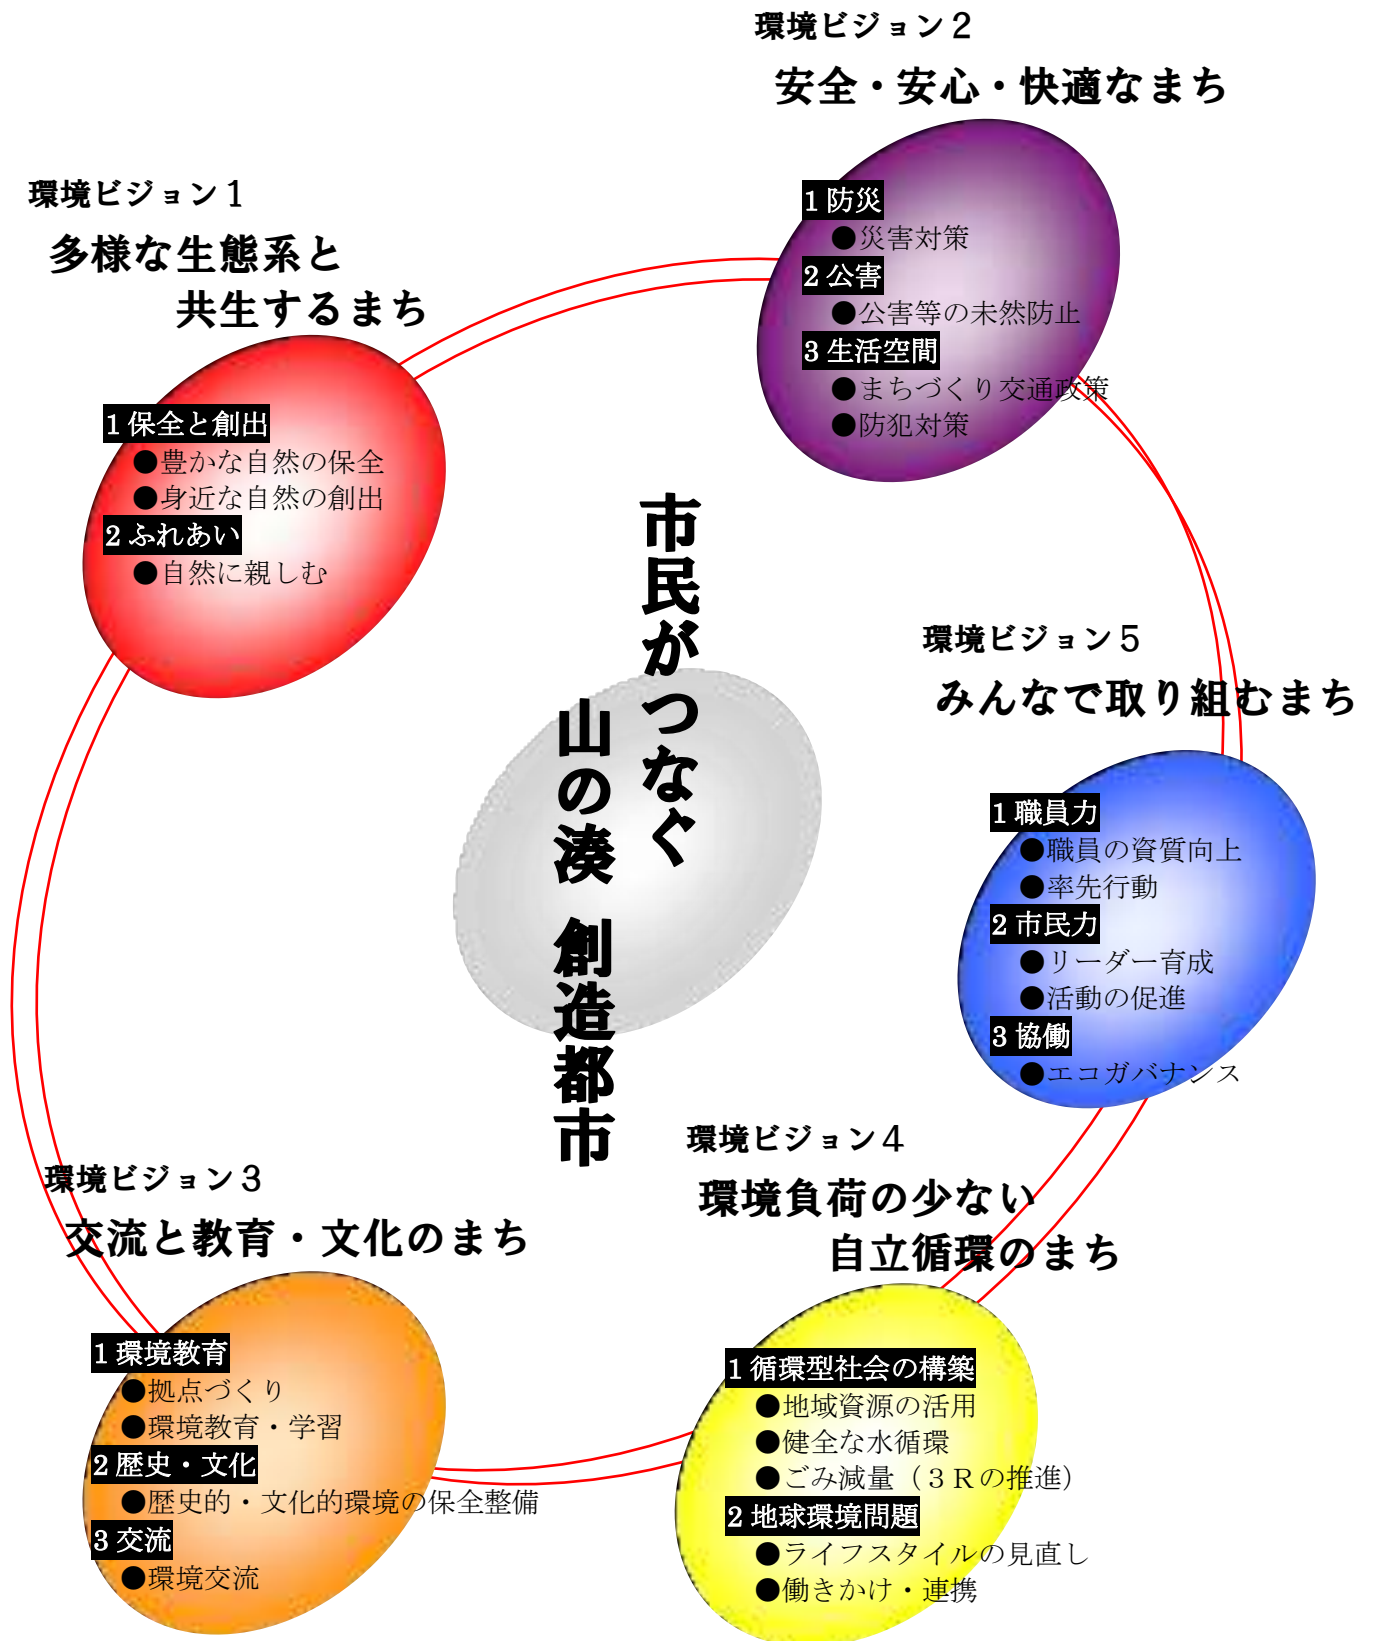 環境ビジョン２
安全・安心・快適なまち
1 防災
●災害対策
2 公害
●公害等の未然防止
3 生活空間
●まちづくり交通政策
●防犯対策
環境ビジョン１
多様な生態系と
共生するまち
1 保全と創出
●豊かな自然の保全
●身近な自然の創出
2 ふれあい
●自然に親しむ
市民がつなぐ
山の湊 創造都市
環境ビジョン５
みんなで取り組むまち
1 職員力
●職員の資質向上
●率先行動
2 市民力
●リーダー育成
●活動の促進
3 協働
●エコガバナンス
環境ビジョン３
交流と教育・文化のまち
1 環境教育
●拠点づくり
●環境教育・学習
2 歴史・文化
●歴史的・文化的環境の保全整備
3 交流
●環境交流
環境ビジョン４
環境負荷の少ない
自立循環のまち
1 循環型社会の構築
●地域資源の活用
●健全な水循環
●ごみ減量（３Ｒの推進）
2 地球環境問題
●ライフスタイルの見直し
●働きかけ・連携